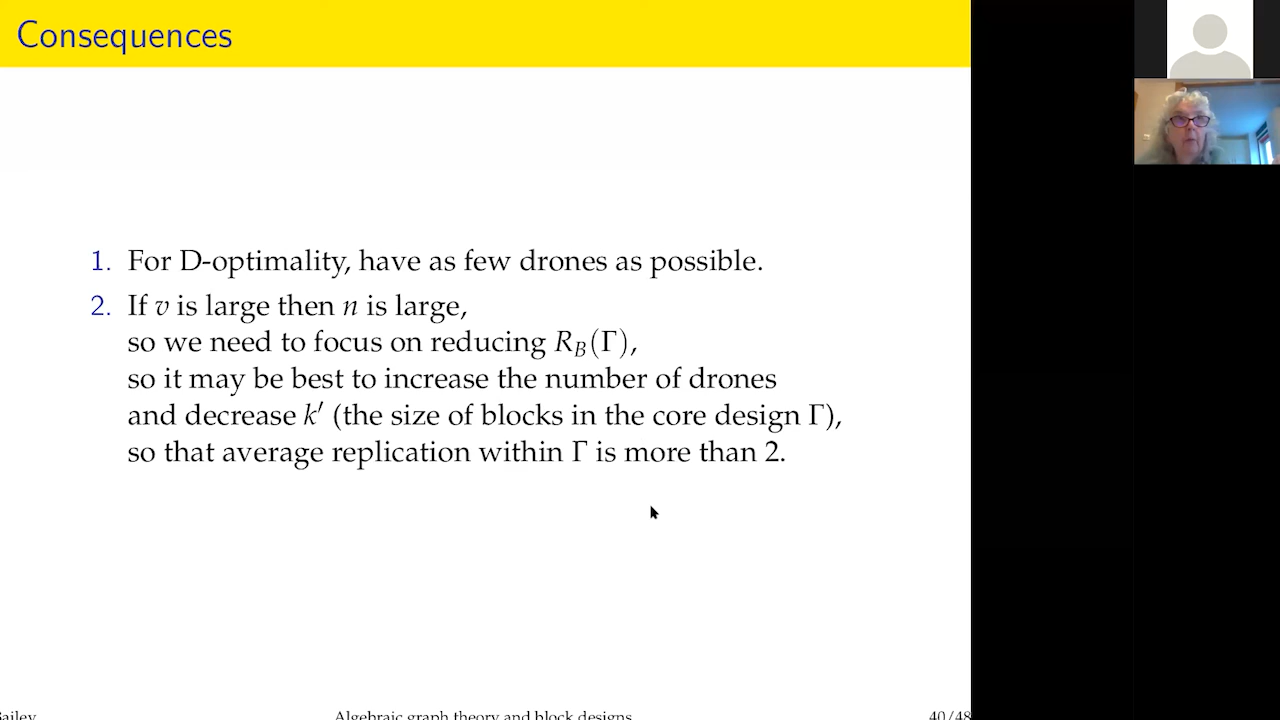 Consequences
1. For D-optimality, have as few drones as possible.
2. If v is large then n is large,
so we need to focus on reducing R_B(Γ),
so it may be best to increase the number of drones
and decrease k′ (the size of blocks in the core design Γ),
so that average replication within Γ is more than 2.
Bailey Algebraic graph theory and block designs 40/48